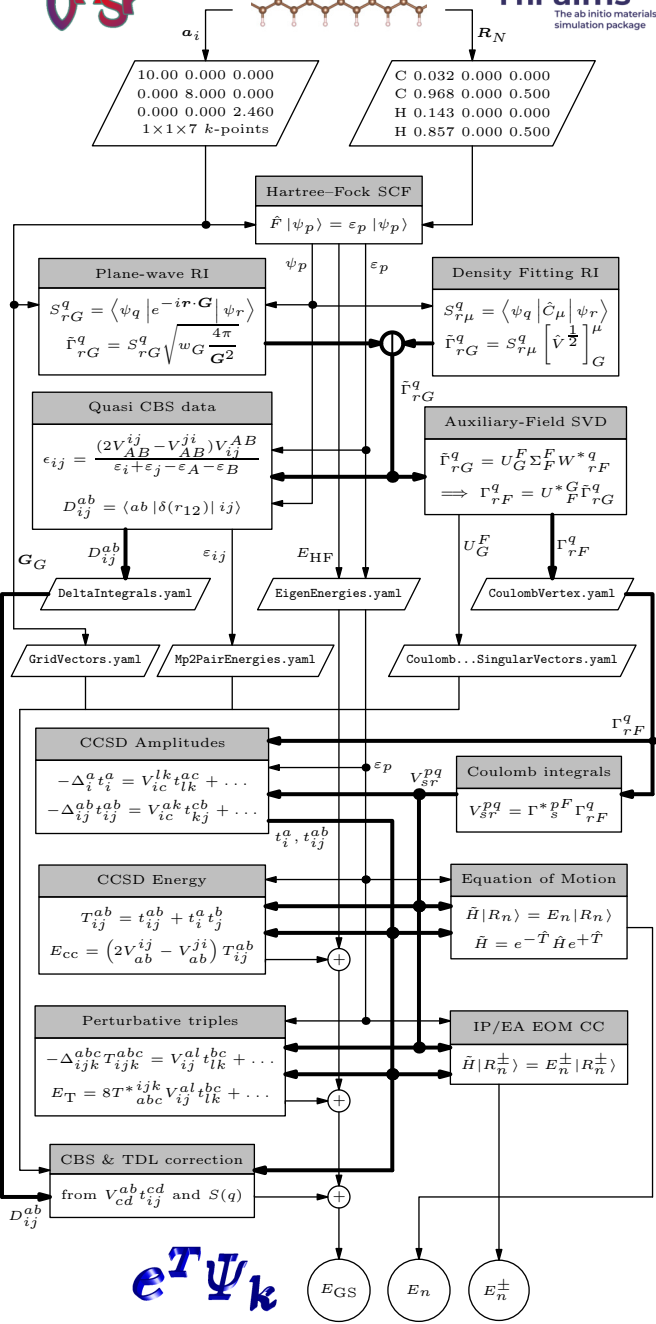 The ab initio materials
simulation package
a_i
R_N
10.00 0.000 0.000
0.000 8.000 0.000
0.000 0.000 2.460
1×1×7 k-points
C 0.032 0.000 0.000
C 0.968 0.000 0.500
H 0.143 0.000 0.000
H 0.857 0.000 0.500
Hartree–Fock SCF
F̂ |ψ_p⟩ = ε_p |ψ_p⟩
ψ_p
ε_p
Plane-wave RI
S^q_{rG} = ⟨ψ_q |e^{-ir·G}| ψ_r⟩
Γ̃^q_{rG} = S^q_{rG} √(w_G 4π/G²)
Density Fitting RI
S^q_{rμ} = ⟨ψ_q |Ĉ_μ| ψ_r⟩
Γ̃^q_{rG} = S^q_{rμ} [V̂^{1/2}]^μ_G
Γ̃^q_{rG}
Quasi CBS data
ϵ_{ij} = (2V^{ij}_{AB} − V^{ji}_{AB})V^{AB}_{ij} / (ε_i+ε_j−ε_A−ε_B)
D^{ab}_{ij} = ⟨ab |δ(r_{12})| ij⟩
Auxiliary-Field SVD
Γ̃^q_{rG} = U^F_G Σ^F_F W*^q_{rF}
⟹ Γ^q_{rF} = U*^G_F Γ̃^q_{rG}
G_G
D^{ab}_{ij}
ε_{ij}
E_HF
U^F_G
Γ^q_{rF}
DeltaIntegrals.yaml
EigenEnergies.yaml
CoulombVertex.yaml
GridVectors.yaml
Mp2PairEnergies.yaml
Coulomb...SingularVectors.yaml
Γ^q_{rF}
CCSD Amplitudes
−Δ^a_i t^a_i = V^{lk}_{ic} t^{ac}_{lk} + ...
−Δ^{ab}_{ij} t^{ab}_{ij} = V^{ak}_{ic} t^{cb}_{kj} + ...
ε_p
V^{pq}_{sr}
Coulomb integrals
V^{pq}_{sr} = Γ*^{pF}_s Γ^q_{rF}
t^a_i, t^{ab}_{ij}
CCSD Energy
T^{ab}_{ij} = t^{ab}_{ij} + t^a_i t^b_j
E_cc = (2V^{ij}_{ab} − V^{ji}_{ab}) T^{ab}_{ij}
+
Equation of Motion
H̃|R_n⟩ = E_n|R_n⟩
H̃ = e^{−T̂} Ĥ e^{+T̂}
Perturbative triples
−Δ^{abc}_{ijk} T^{abc}_{ijk} = V^{al}_{ij} t^{bc}_{lk} + ...
E_T = 8T*^{ijk}_{abc} V^{al}_{ij} t^{bc}_{lk} + ...
+
IP/EA EOM CC
H̃|R^±_n⟩ = E^±_n|R^±_n⟩
CBS & TDL correction
from V^{ab}_{cd} t^{cd}_{ij} and S(q)
+
D^{ab}_{ij}
e^T Ψ_k
E_GS
E_n
E^±_n